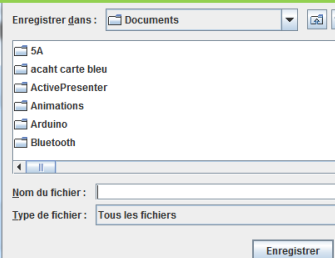 Enregistrer dans : Documents
5A
acaht carte bleu
ActivePresenter
Animations
Arduino
Bluetooth
Nom du fichier :
Type de fichier : Tous les fichiers
Enregistrer